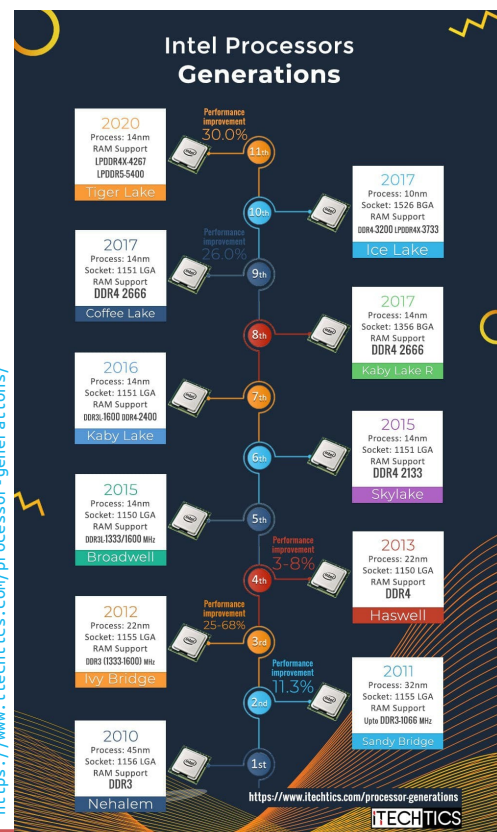 Intel Processors
Generations
2020
Process: 14nm
RAM Support
LPDDR4X-4267
LPDDR5-5400
Tiger Lake
Performance
improvement
30.0%
11th
10th
2017
Process: 10nm
Socket: 1526 BGA
RAM Support
DDR4-3200 LPDDR4X-3733
Ice Lake
2017
Process: 14nm
Socket: 1151 LGA
RAM Support
DDR4 2666
Coffee Lake
Performance
improvement
26.0%
9th
8th
2017
Process: 14nm
Socket: 1356 BGA
RAM Support
DDR4 2666
Kaby Lake R
2016
Process: 14nm
Socket: 1151 LGA
RAM Support
DDR3L-1600 DDR4-2400
Kaby Lake
7th
6th
2015
Process: 14nm
Socket: 1151 LGA
RAM Support
DDR4 2133
Skylake
2015
Process: 14nm
Socket: 1150 LGA
RAM Support
DDR3L-1333/1600 MHz
Broadwell
5th
4th
Performance
improvement
3-8%
2013
Process: 22nm
Socket: 1150 LGA
RAM Support
DDR4
Haswell
2012
Process: 22nm
Socket: 1155 LGA
RAM Support
DDR3 (1333-1600) MHz
Ivy Bridge
Performance
improvement
25-68%
3rd
2nd
Performance
improvement
11.3%
2011
Process: 32nm
Socket: 1155 LGA
RAM Support
Upto DDR3-1066 MHz
Sandy Bridge
2010
Process: 45nm
Socket: 1156 LGA
RAM Support
DDR3
Nehalem
1st
https://www.itechtics.com/processor-generations
iTECHTICS
https://www.itechtics.com/processor-generations/